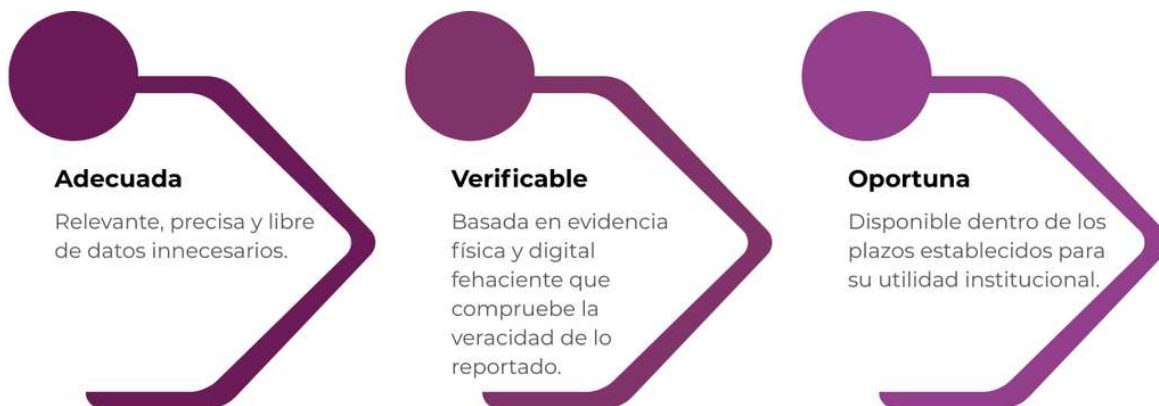 Adecuada
Relevante, precisa y libre
de datos innecesarios.
Verificable
Basada en evidencia
física y digital
fehaciente que
compruebe la
veracidad de lo
reportado.
Oportuna
Disponible dentro de los
plazos establecidos para
su utilidad institucional.